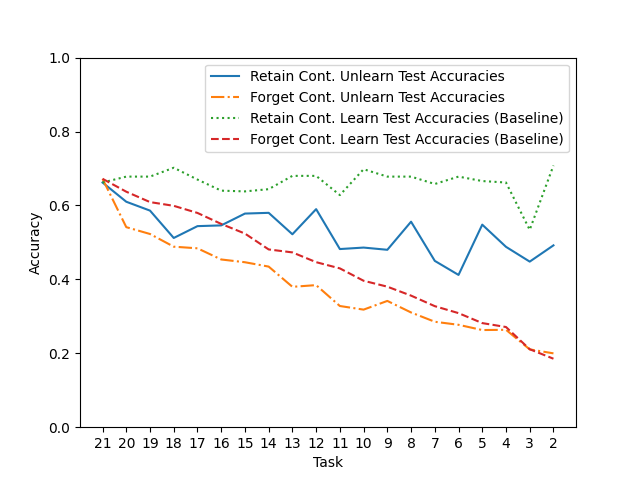 Retain Cont. Unlearn Test Accuracies
Forget Cont. Unlearn Test Accuracies
Retain Cont. Learn Test Accuracies (Baseline)
Forget Cont. Learn Test Accuracies (Baseline)
1.0
0.8
0.6
0.4
0.2
0.0
Accuracy
21 20 19 18 17 16 15 14 13 12 11 10 9 8 7 6 5 4 3 2
Task